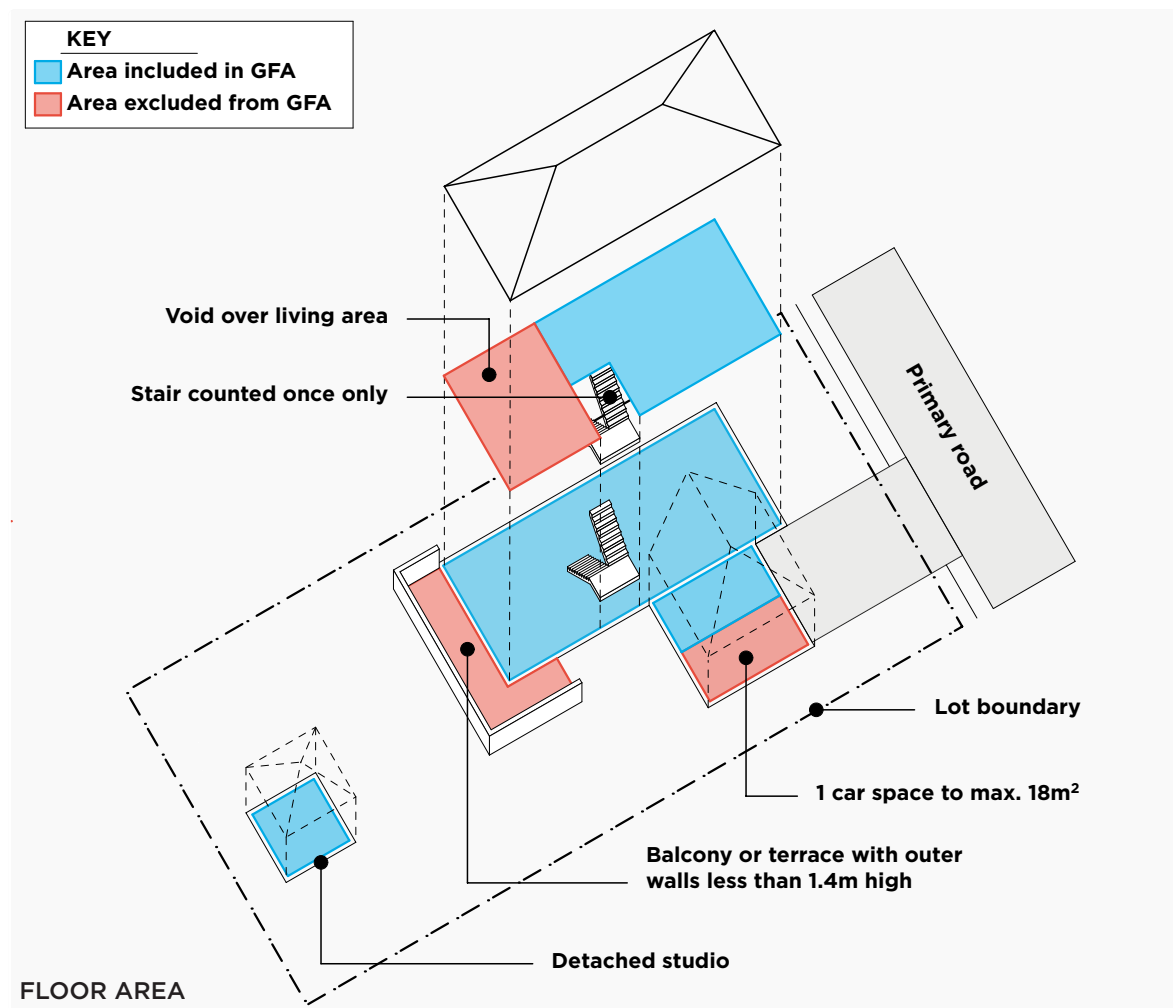 KEY
Area included in GFA
Area excluded from GFA
Void over living area
Stair counted once only
Primary road
Lot boundary
1 car space to max. 18m²
Balcony or terrace with outer
walls less than 1.4m high
Detached studio
FLOOR AREA